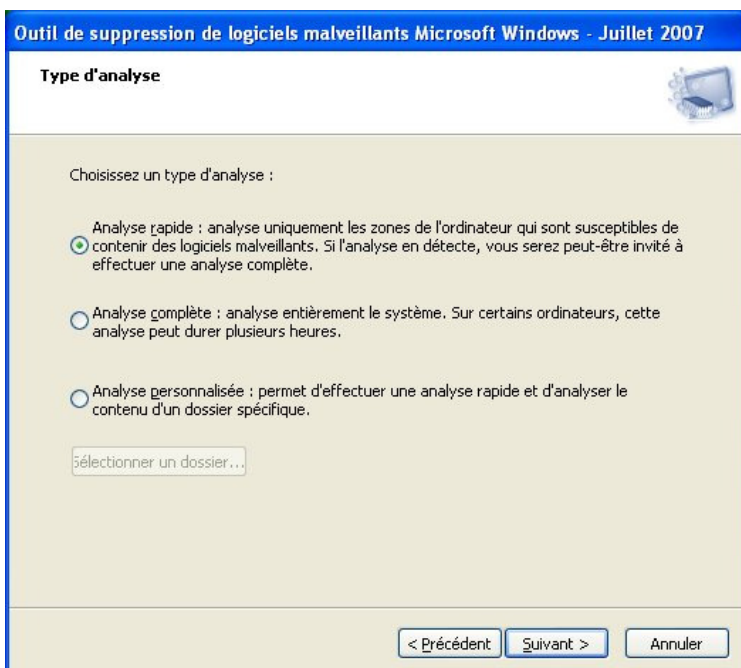 Outil de suppression de logiciels malveillants Microsoft Windows - Juillet 2007
Type d'analyse
Choisissez un type d'analyse :
Analyse rapide : analyse uniquement les zones de l'ordinateur qui sont susceptibles de
contenir des logiciels malveillants. Si l'analyse en détecte, vous serez peut-être invité à
effectuer une analyse complète.
Analyse complète : analyse entièrement le système. Sur certains ordinateurs, cette
analyse peut durer plusieurs heures.
Analyse personnalisée : permet d'effectuer une analyse rapide et d'analyser le
contenu d'un dossier spécifique.
Sélectionner un dossier...
< Précédent
Suivant >
Annuler